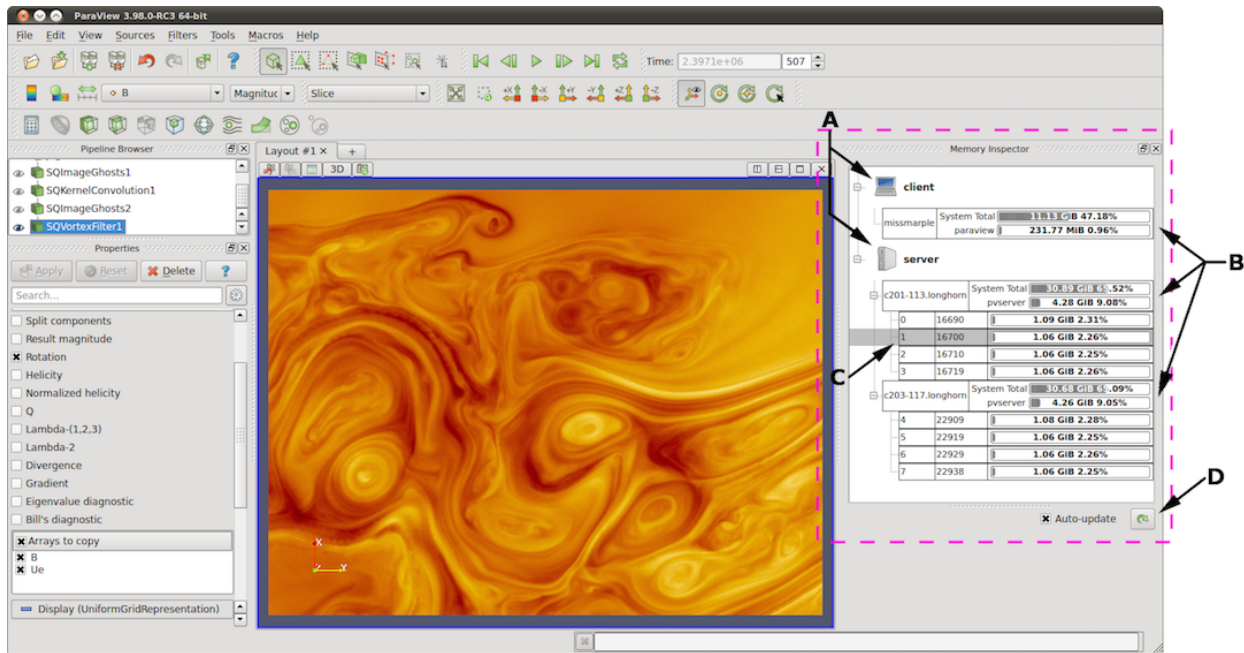 ParaView 3.98.0-RC3 64-bit
File Edit View Sources Filters Tools Macros Help
Time: 2.3971e+06 507
B Magnituc Slice
+X -X +Y -Y +Z -Z
A
Pipeline Browser
SQImageGhosts1
SQKernelConvolution1
SQImageGhosts2
SQVortexFilter1
Properties
Apply Reset Delete ?
Search...
Split components
Result magnitude
Rotation
Helicity
Normalized helicity
Q
Lambda-(1,2,3)
Lambda-2
Divergence
Gradient
Eigenvalue diagnostic
Bill's diagnostic
Arrays to copy
B
Ue
Display (UniformGridRepresentation)
Layout #1 × +
3D
X
Y
Memory Inspector
client
missmarple
System Total 11.13 GiB 47.18%
paraview 231.77 MiB 0.96%
server
B
c201-113.longhorn
System Total 30.89 GiB 65.52%
pvserver 4.28 GiB 9.08%
0 16690 1.09 GiB 2.31%
1 16700 1.06 GiB 2.26%
2 16710 1.06 GiB 2.25%
3 16719 1.06 GiB 2.26%
C
c203-117.longhorn
System Total 30.68 GiB 65.09%
pvserver 4.26 GiB 9.05%
4 22909 1.08 GiB 2.28%
5 22919 1.06 GiB 2.25%
6 22929 1.06 GiB 2.26%
7 22938 1.06 GiB 2.25%
D
Auto-update